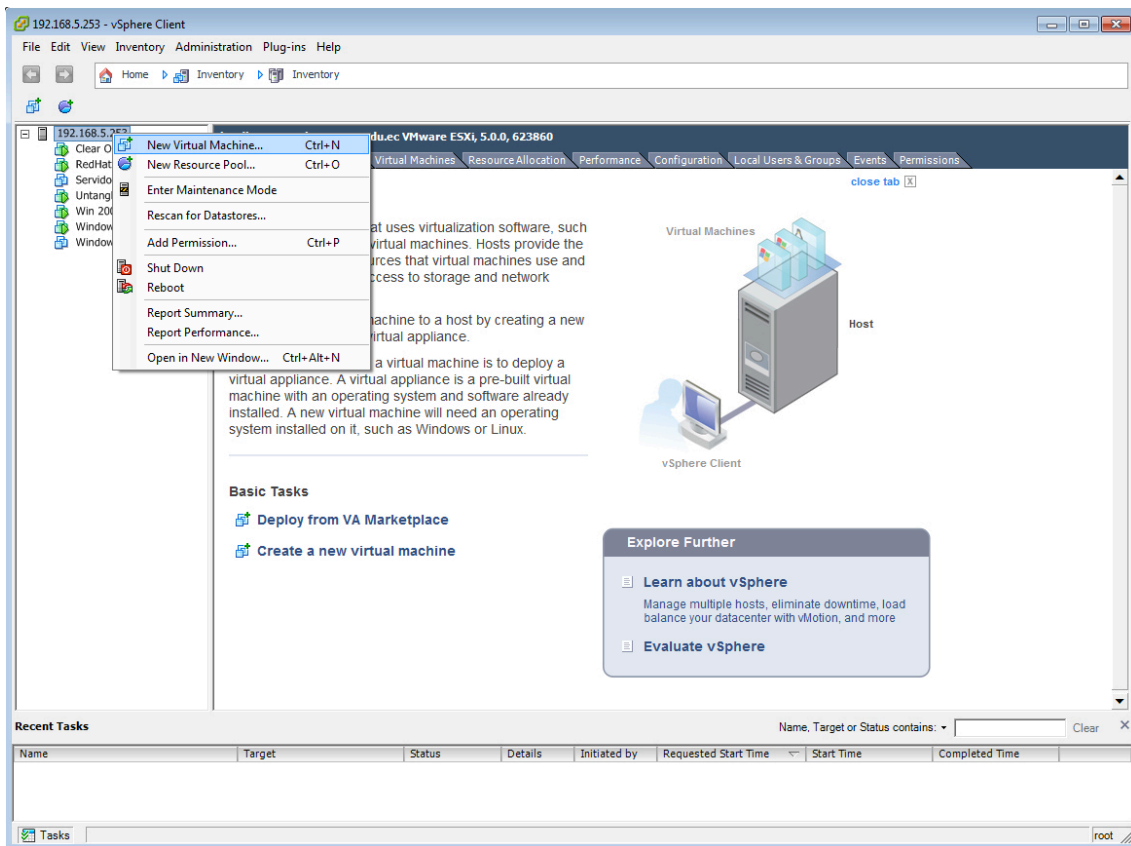 192.168.5.253 - vSphere Client
File Edit View Inventory Administration Plug-ins Help
Home Inventory Inventory
192.168.5.253
Clear O
RedHat
Servido
Untangl
Win 200
Window
Window
New Virtual Machine... Ctrl+N
New Resource Pool... Ctrl+O
Enter Maintenance Mode
Rescan for Datastores...
Add Permission... Ctrl+P
Shut Down
Reboot
Report Summary...
Report Performance...
Open in New Window... Ctrl+Alt+N
du.ec VMware ESXi, 5.0.0, 623860
Virtual Machines Resource Allocation Performance Configuration Local Users & Groups Events Permissions
close tab X
at uses virtualization software, such
virtual machines. Hosts provide the
urces that virtual machines use and
ccess to storage and network
achine to a host by creating a new
irtual appliance.
a virtual machine is to deploy a
virtual appliance. A virtual appliance is a pre-built virtual
machine with an operating system and software already
installed. A new virtual machine will need an operating
system installed on it, such as Windows or Linux.
Virtual Machines
Host
vSphere Client
Basic Tasks
Deploy from VA Marketplace
Create a new virtual machine
Explore Further
Learn about vSphere
Manage multiple hosts, eliminate downtime, load
balance your datacenter with vMotion, and more
Evaluate vSphere
Recent Tasks
Name, Target or Status contains: Clear
Name Target Status Details Initiated by Requested Start Time Start Time Completed Time
Tasks
root